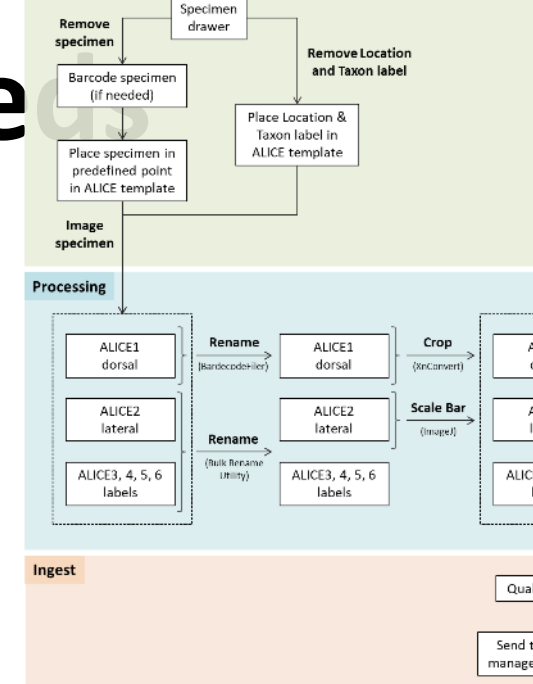 Specimen
drawer
Remove
specimen
Remove Location
and Taxon label
Barcode specimen
(if needed)
Place Location &
Taxon label in
ALICE template
Place specimen in
predefined point
in ALICE template
Image
specimen
Processing
ALICE1
dorsal
Rename
(BardecodeFiler)
ALICE1
dorsal
Crop
(XnConvert)
ALICE2
lateral
Rename
(Bulk Rename
Utility)
ALICE2
lateral
Scale Bar
(ImageJ)
ALICE3, 4, 5, 6
labels
ALICE3, 4, 5, 6
labels
Ingest